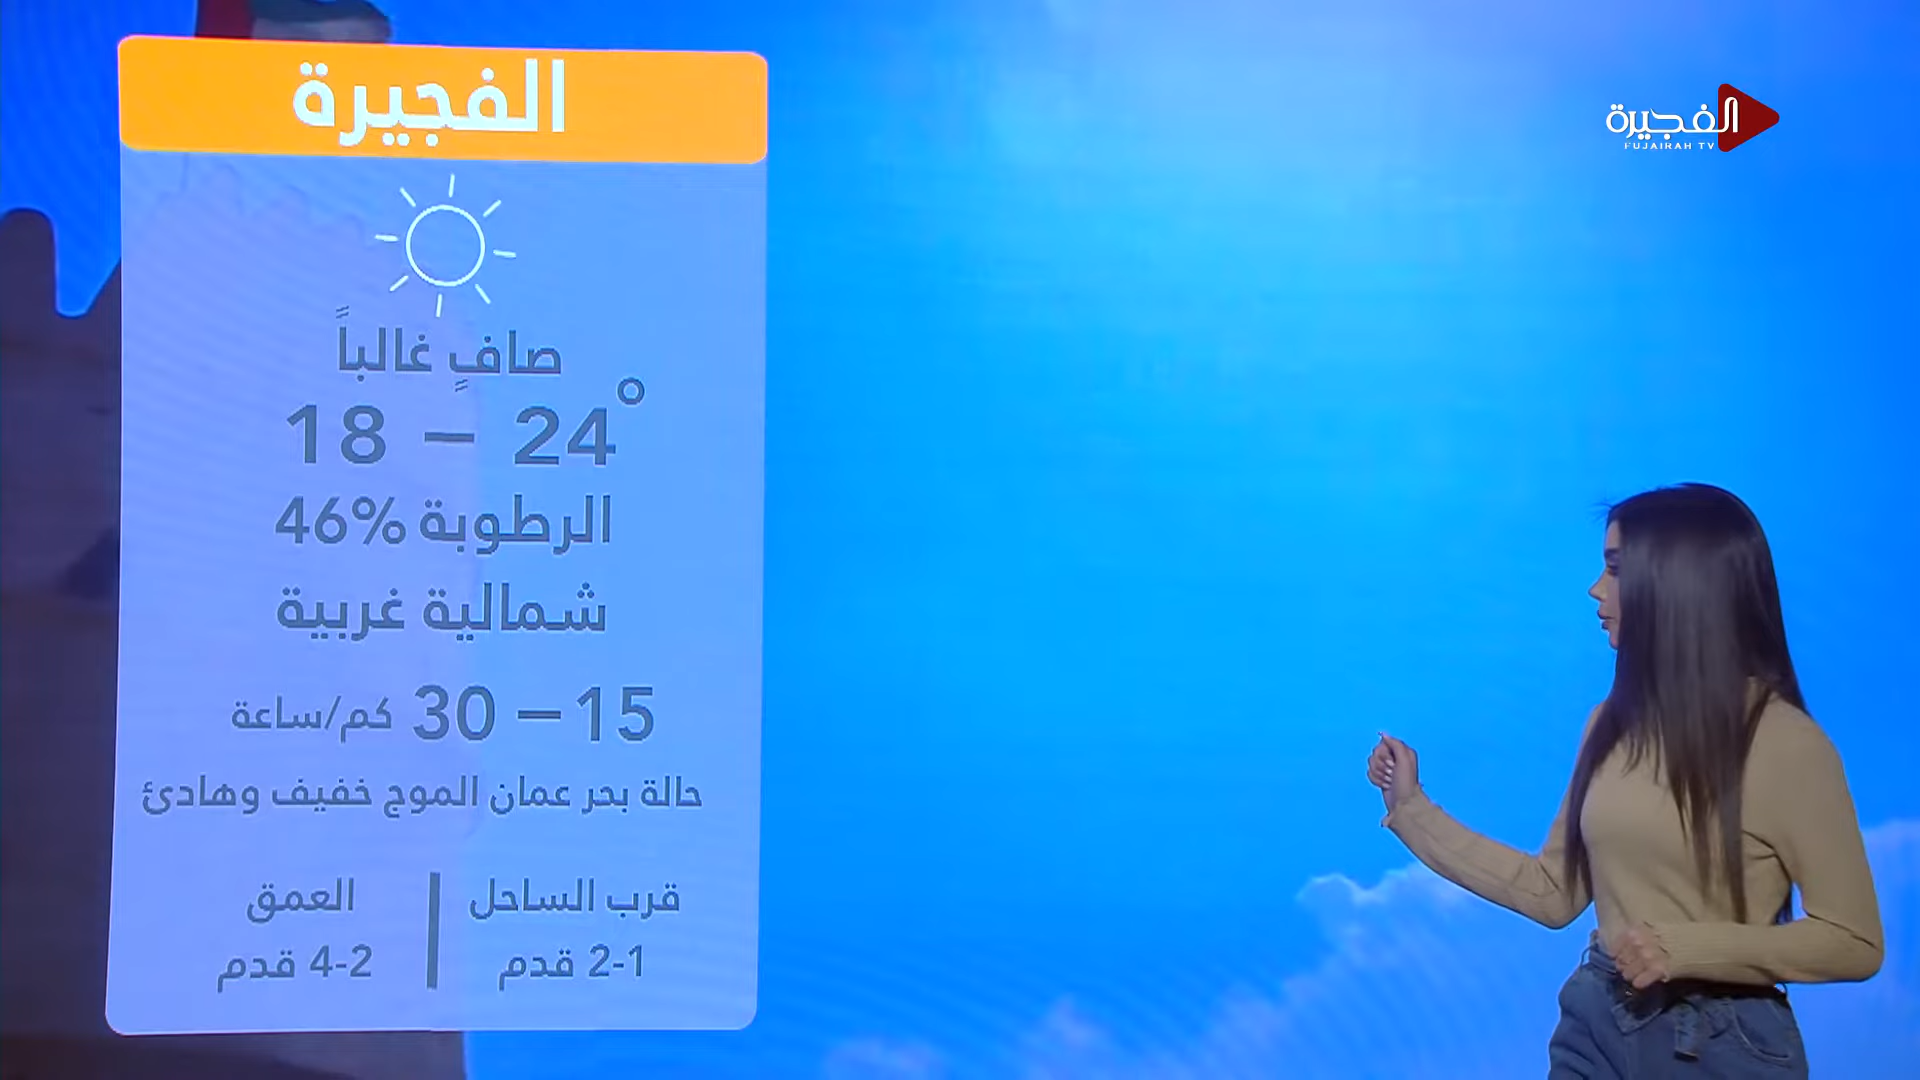 الفجيرة
صافٍ غالباً
18 – 24°
الرطوبة 46%
شمالية غربية
15 – 30 كم/ساعة
حالة بحر عمان الموج خفيف وهادئ
قرب الساحل | العمق
1-2 قدم | 2-4 قدم
الفجيرة
FUJAIRAH TV